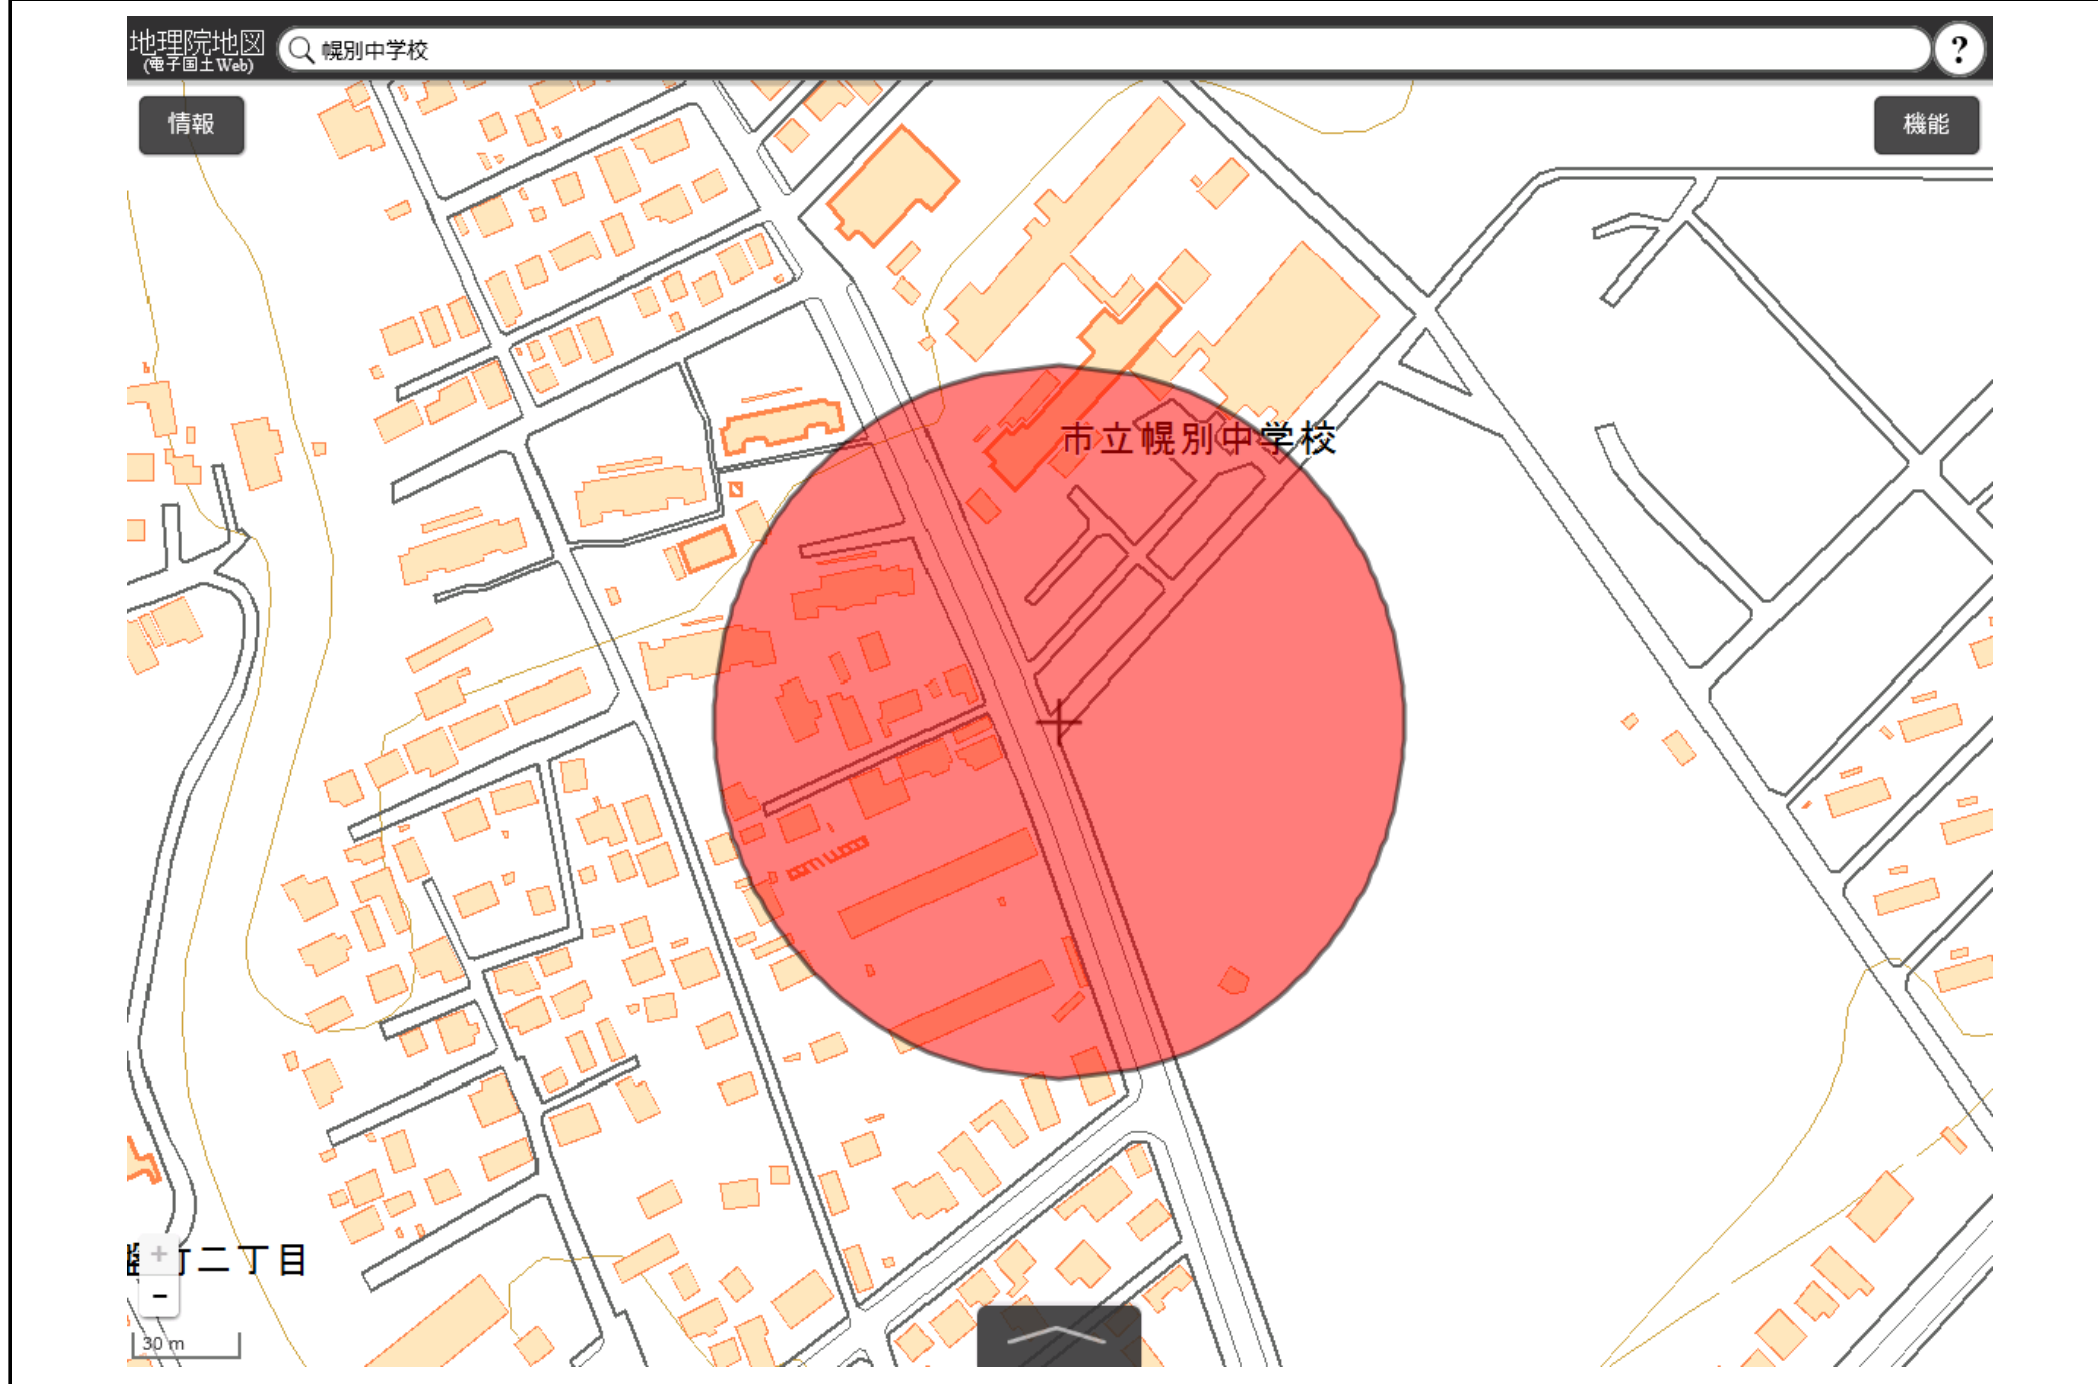 地理院地図
(電子国土Web)
幌別中学校
?
情報
機能
市立幌別中学校
町二丁目
+
−
30 m